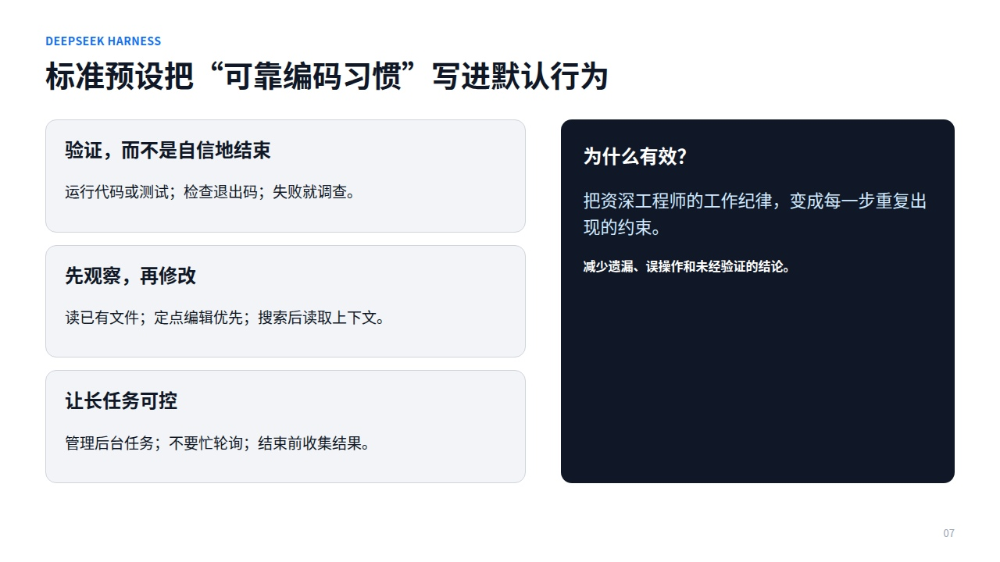 DEEPSEEK HARNESS
标准预设把“可靠编码习惯”写进默认行为
验证，而不是自信地结束
运行代码或测试；检查退出码；失败就调查。
先观察，再修改
读已有文件；定点编辑优先；搜索后读取上下文。
让长任务可控
管理后台任务；不要忙轮询；结束前收集结果。
为什么有效？
把资深工程师的工作纪律，变成每一步重复出
现的约束。
减少遗漏、误操作和未经验证的结论。
07